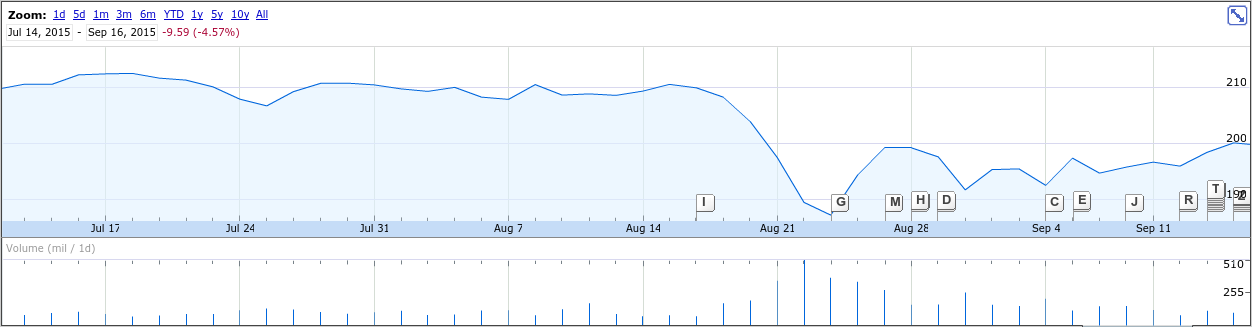 Zoom: 1d 5d 1m 3m 6m YTD 1y 5y 10y All
Jul 14, 2015 - Sep 16, 2015 -9.59 (-4.57%)
210
200
190
I G M H D C E J R T Z
Jul 17 Jul 24 Jul 31 Aug 7 Aug 14 Aug 21 Aug 28 Sep 4 Sep 11
Volume (mil / 1d)
510
255